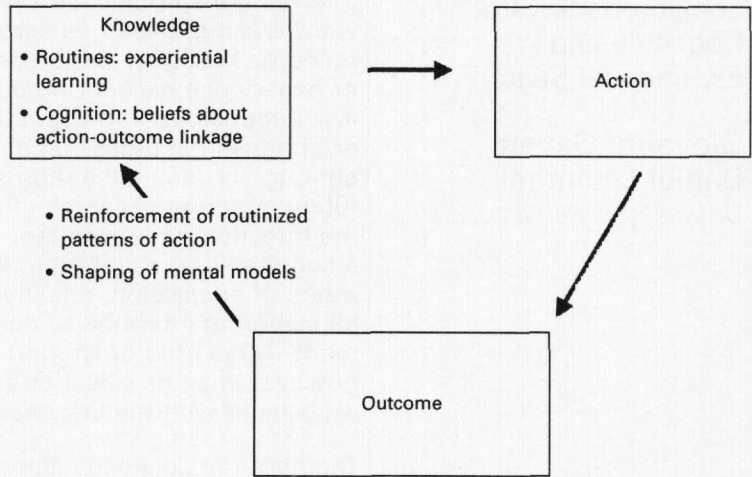 Knowledge
• Routines: experiential
learning
• Cognition: beliefs about
action-outcome linkage
Action
• Reinforcement of routinized
patterns of action
• Shaping of mental models
Outcome